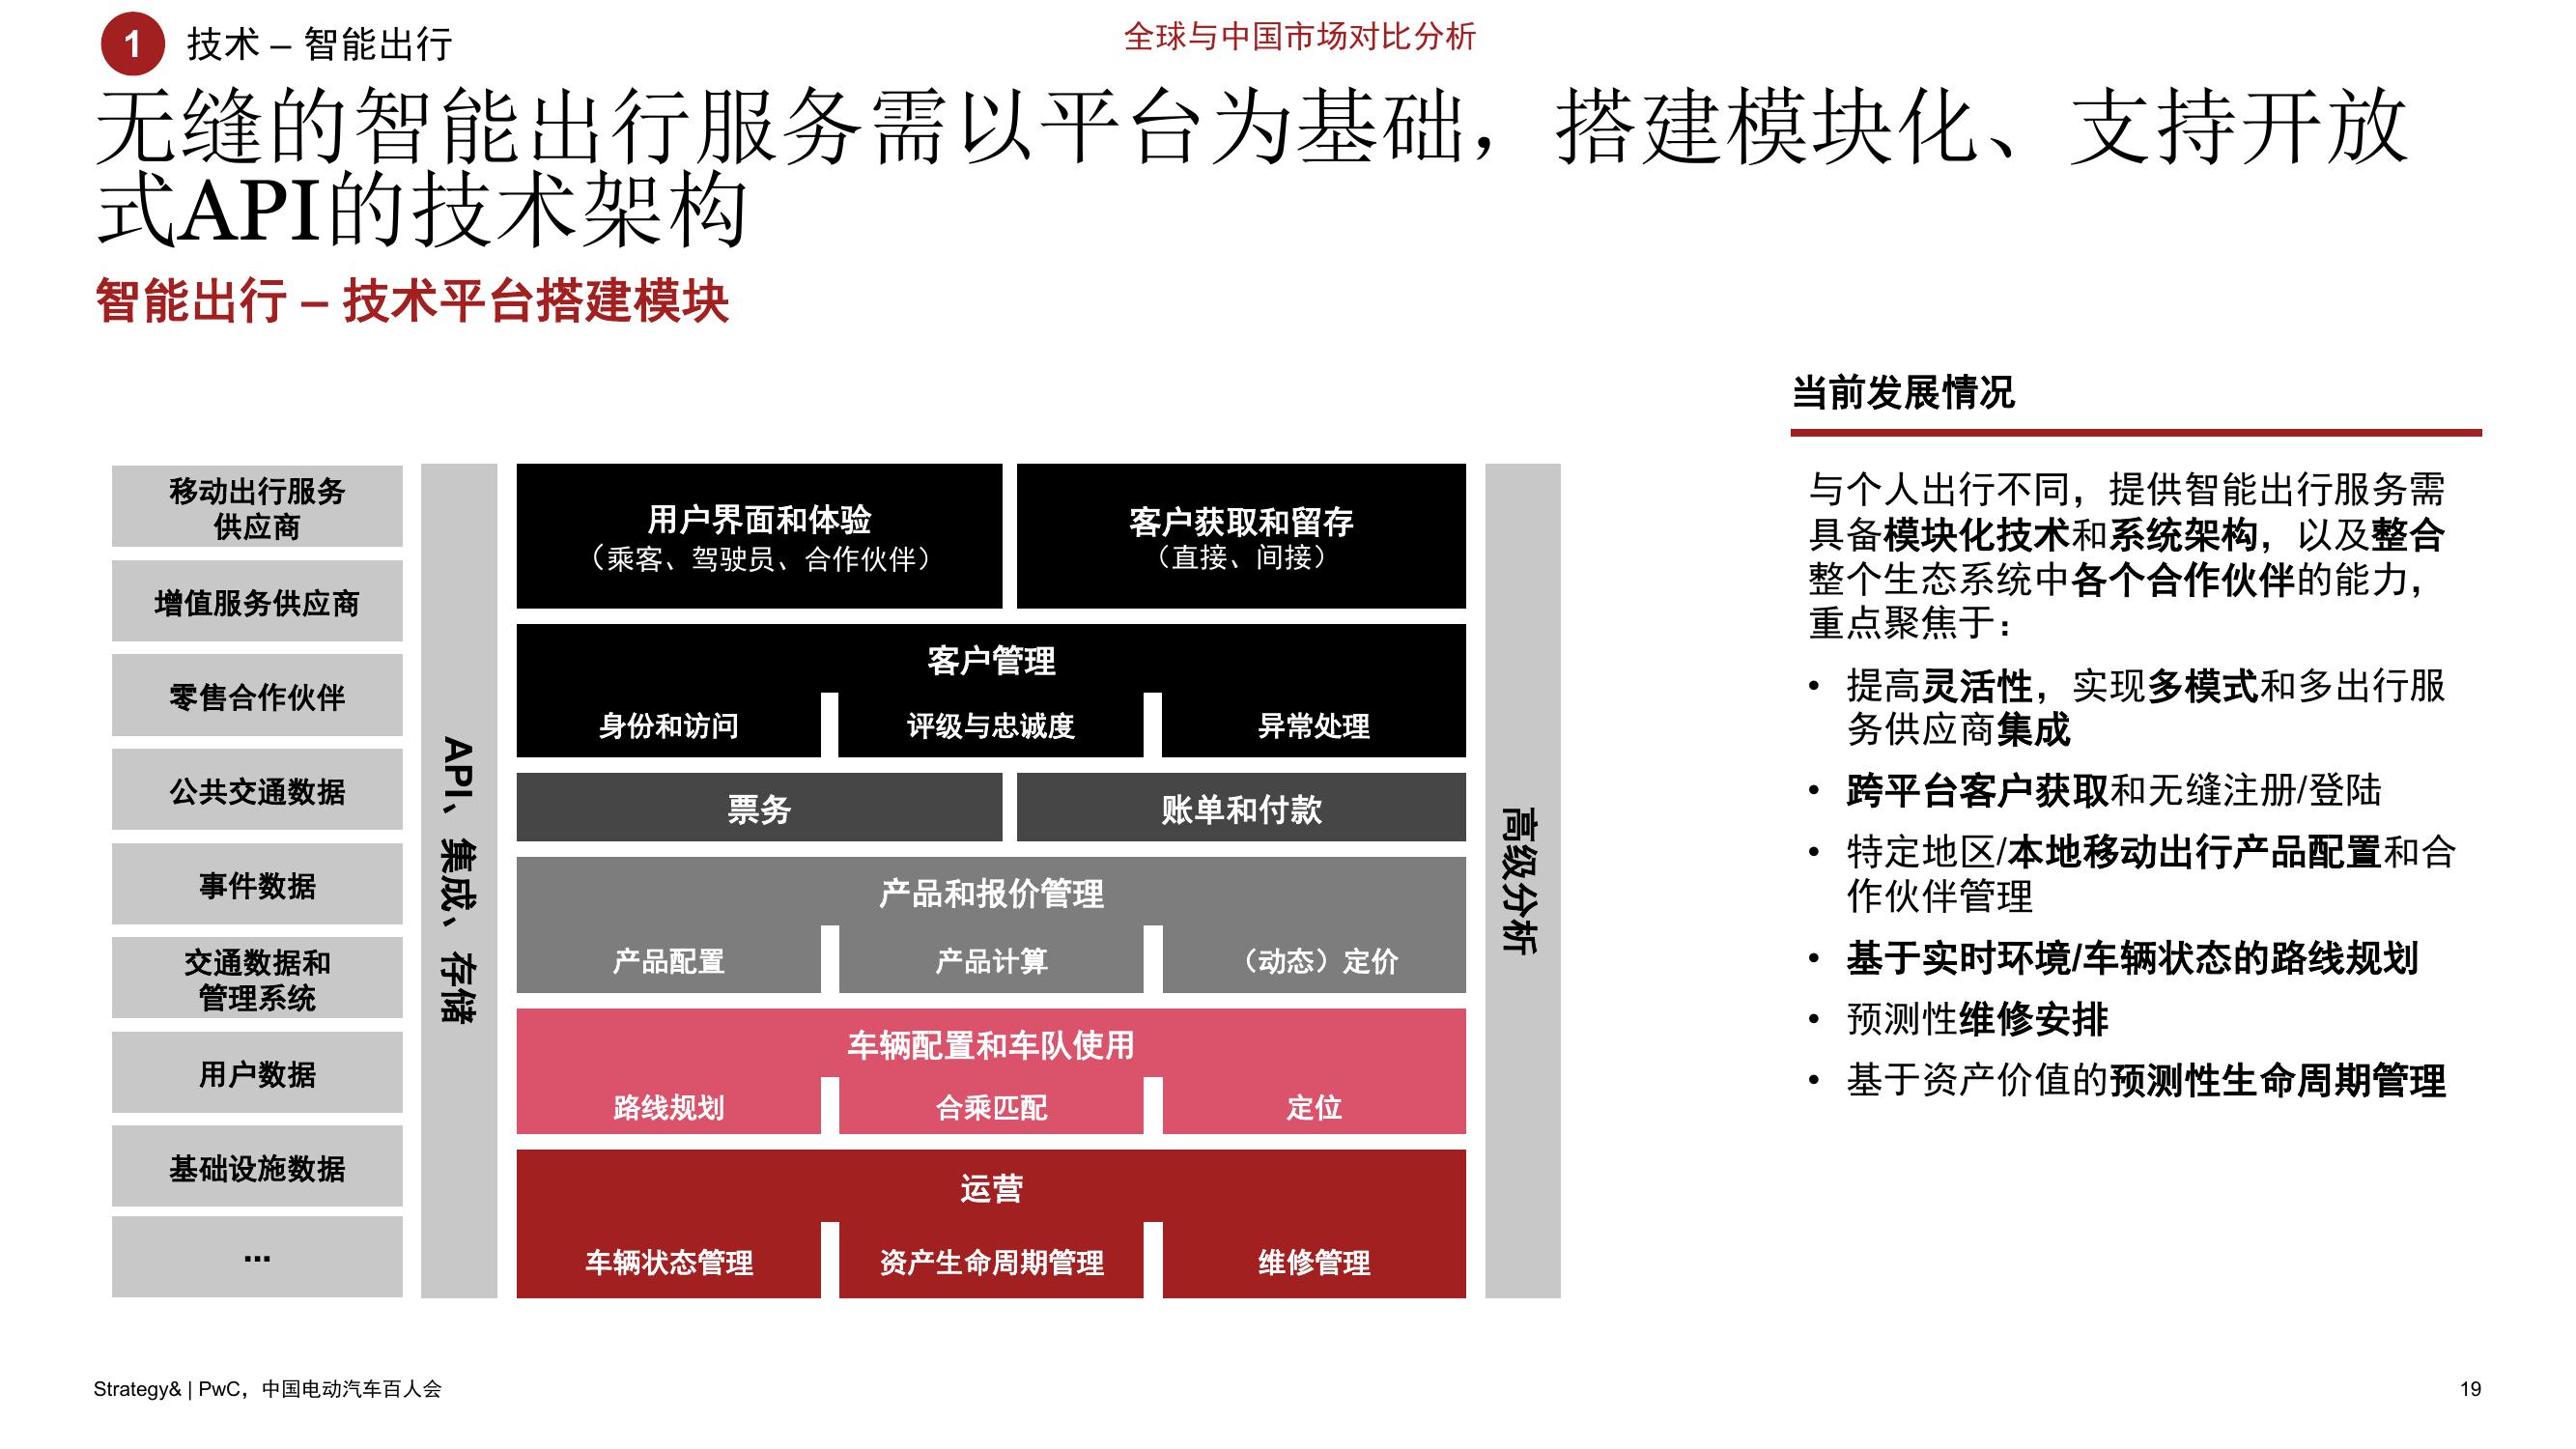 1
技术 – 智能出行
全球与中国市场对比分析
无缝的智能出行服务需以平台为基础，搭建模块化、支持开放
式API的技术架构
智能出行 – 技术平台搭建模块
移动出行服务
供应商
增值服务供应商
零售合作伙伴
公共交通数据
事件数据
交通数据和
管理系统
用户数据
基础设施数据
...
API、集成、存储
用户界面和体验
（乘客、驾驶员、合作伙伴）
客户获取和留存
（直接、间接）
客户管理
身份和访问
评级与忠诚度
异常处理
票务
账单和付款
产品和报价管理
产品配置
产品计算
（动态）定价
车辆配置和车队使用
路线规划
合乘匹配
定位
运营
车辆状态管理
资产生命周期管理
维修管理
高级分析
当前发展情况
与个人出行不同，提供智能出行服务需
具备模块化技术和系统架构，以及整合
整个生态系统中各个合作伙伴的能力，
重点聚焦于：
• 提高灵活性，实现多模式和多出行服
务供应商集成
• 跨平台客户获取和无缝注册/登陆
• 特定地区/本地移动出行产品配置和合
作伙伴管理
• 基于实时环境/车辆状态的路线规划
• 预测性维修安排
• 基于资产价值的预测性生命周期管理
Strategy& | PwC，中国电动汽车百人会
19